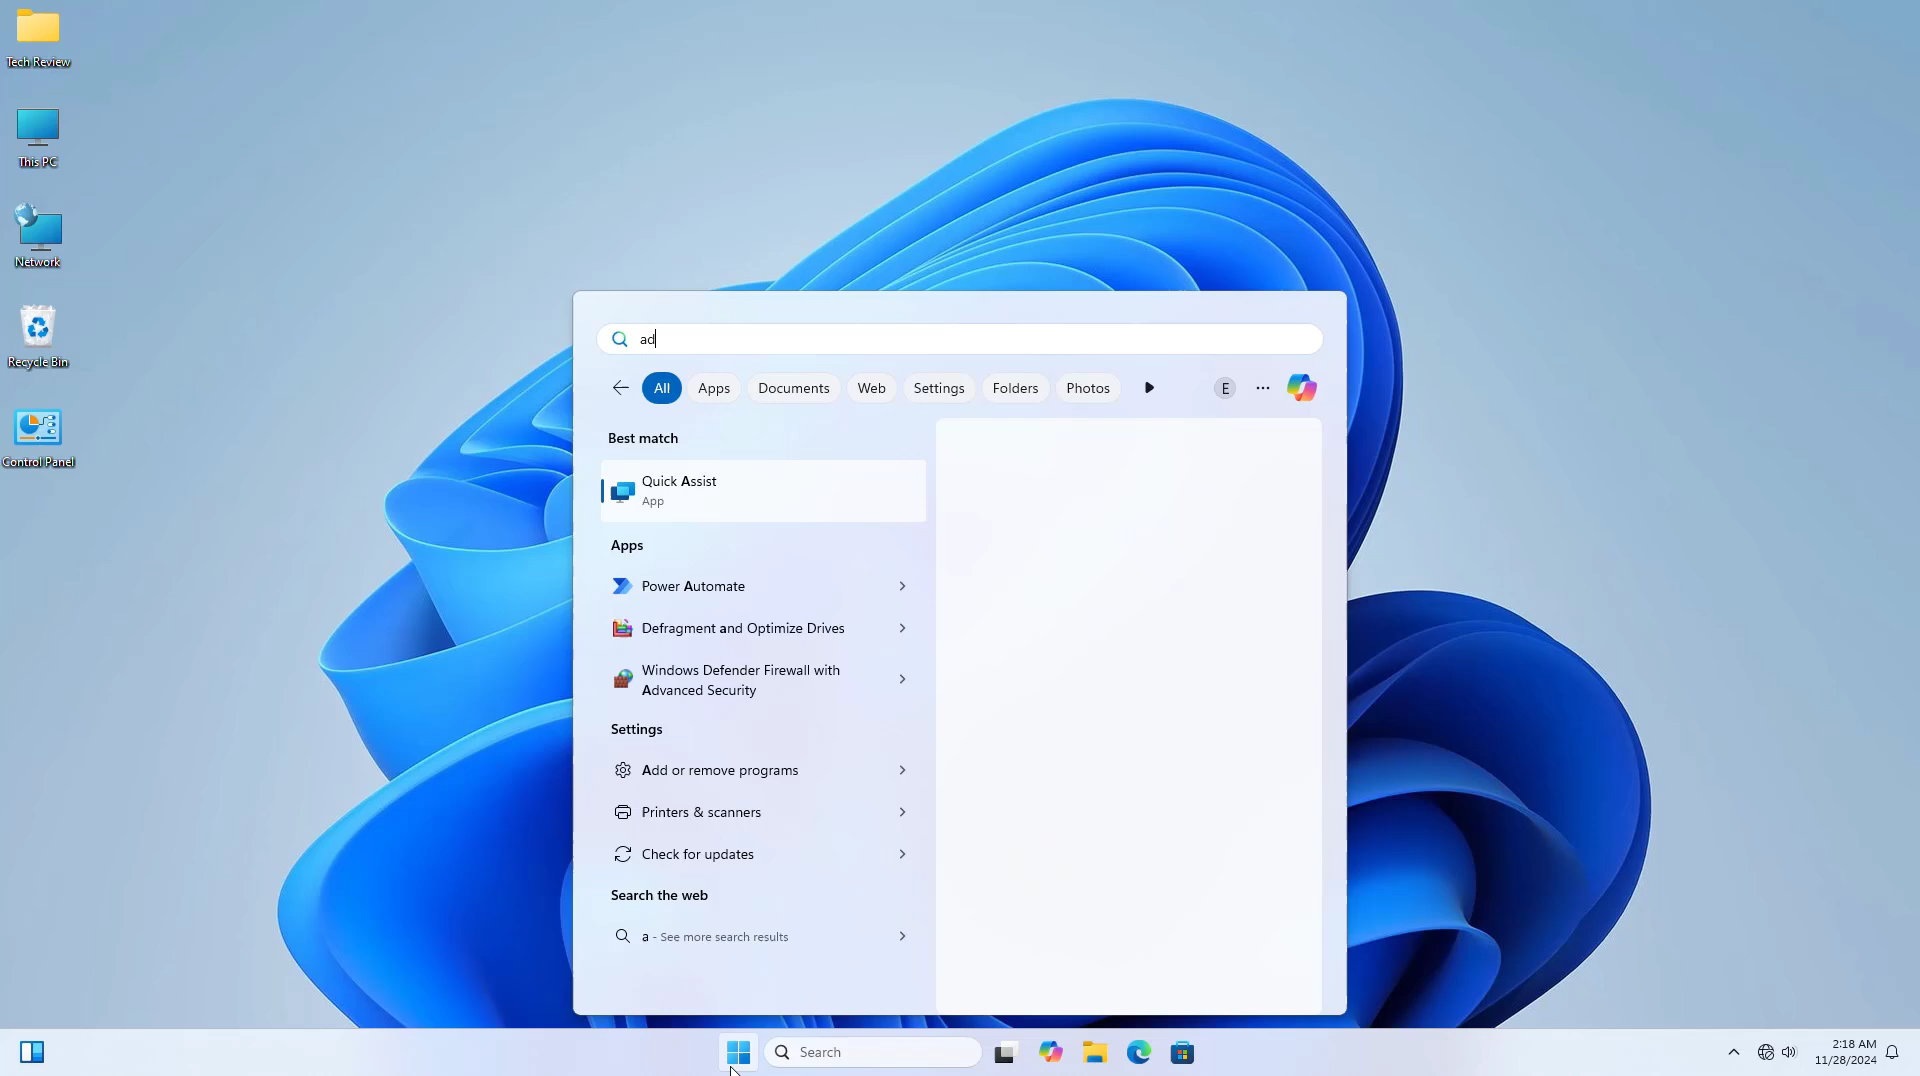 Tech Review
This PC
Network
Recycle Bin
Control Panel
ad
All
Apps
Documents
Web
Settings
Folders
Photos
E
Best match
Quick Assist
App
Apps
Power Automate
Defragment and Optimize Drives
Windows Defender Firewall with
Advanced Security
Settings
Add or remove programs
Printers & scanners
Check for updates
Search the web
a - See more search results
Search
2:18 AM
11/28/2024